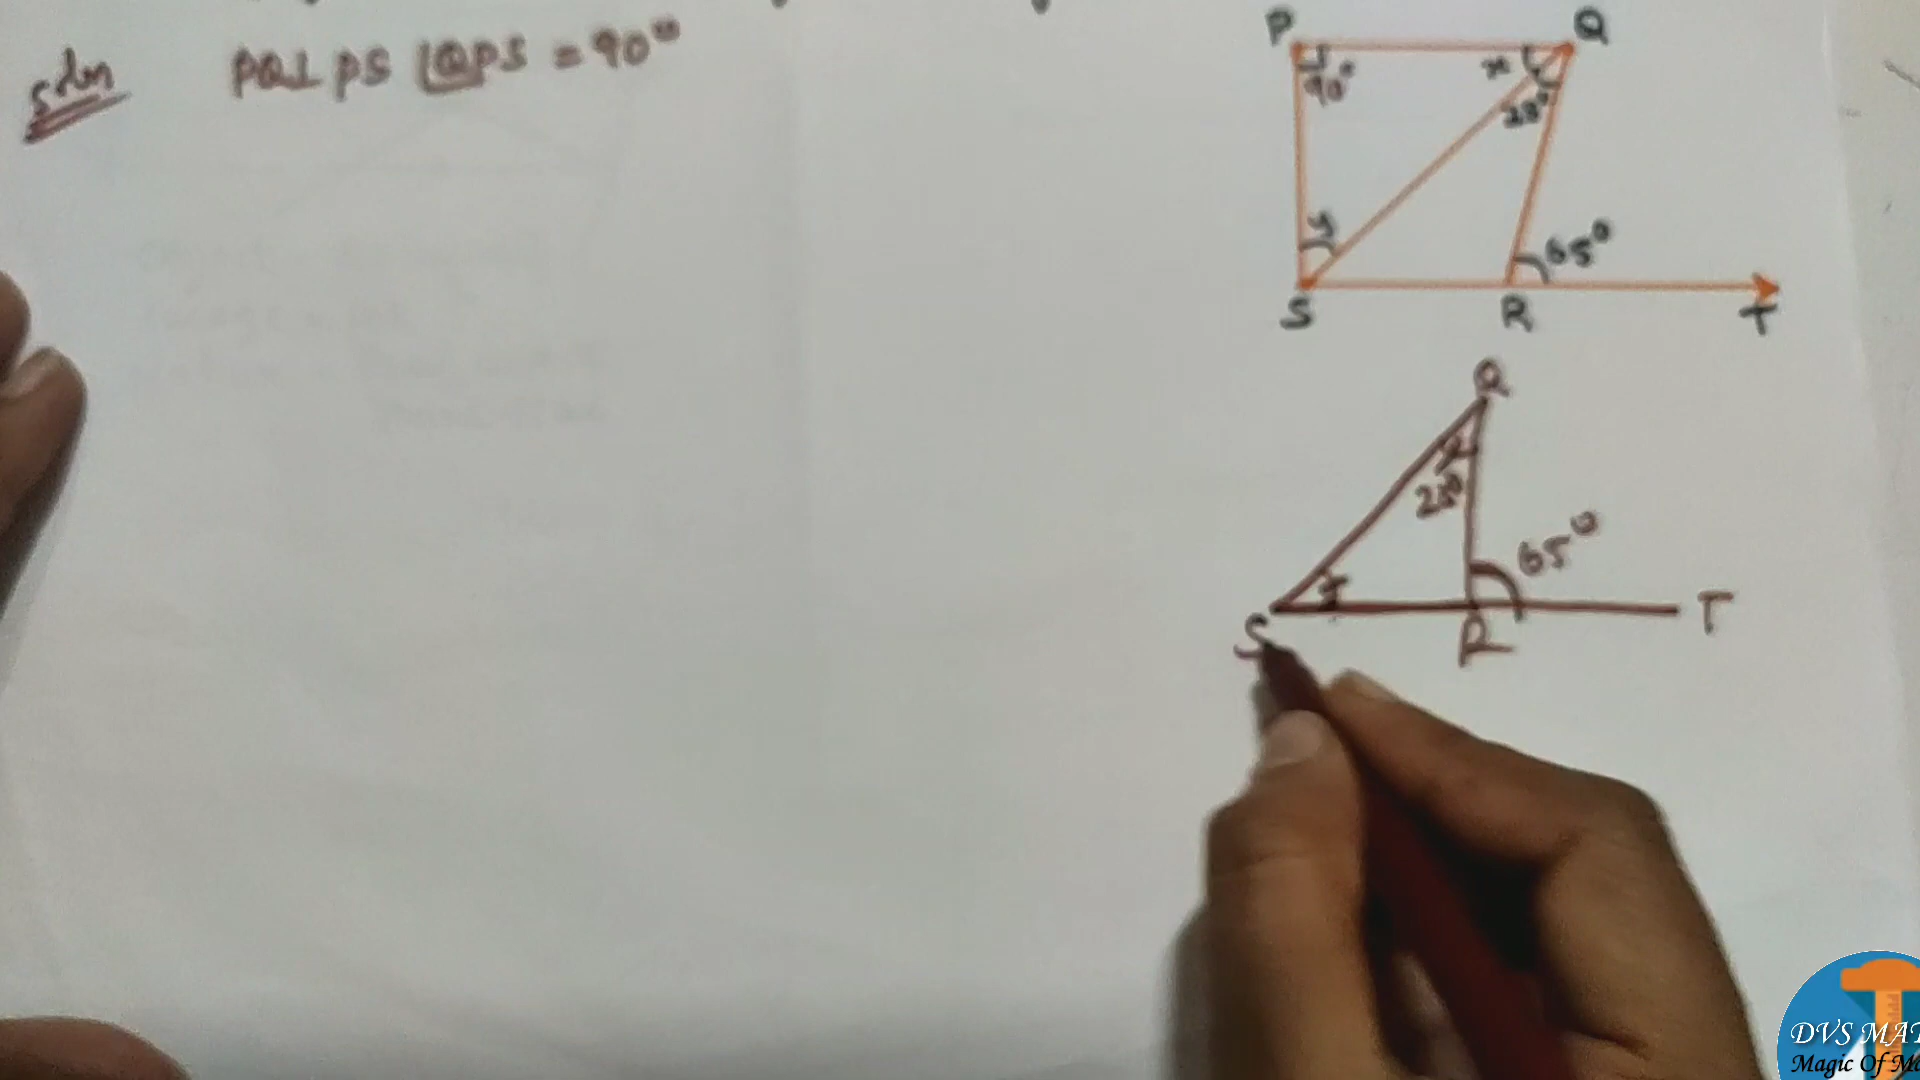 soln PQ⊥PS ∠QPS = 90°
P Q
90° x 28°
y 65°
S R T
Q
28°
65°
S R T
DVS MAT
Magic Of Ma